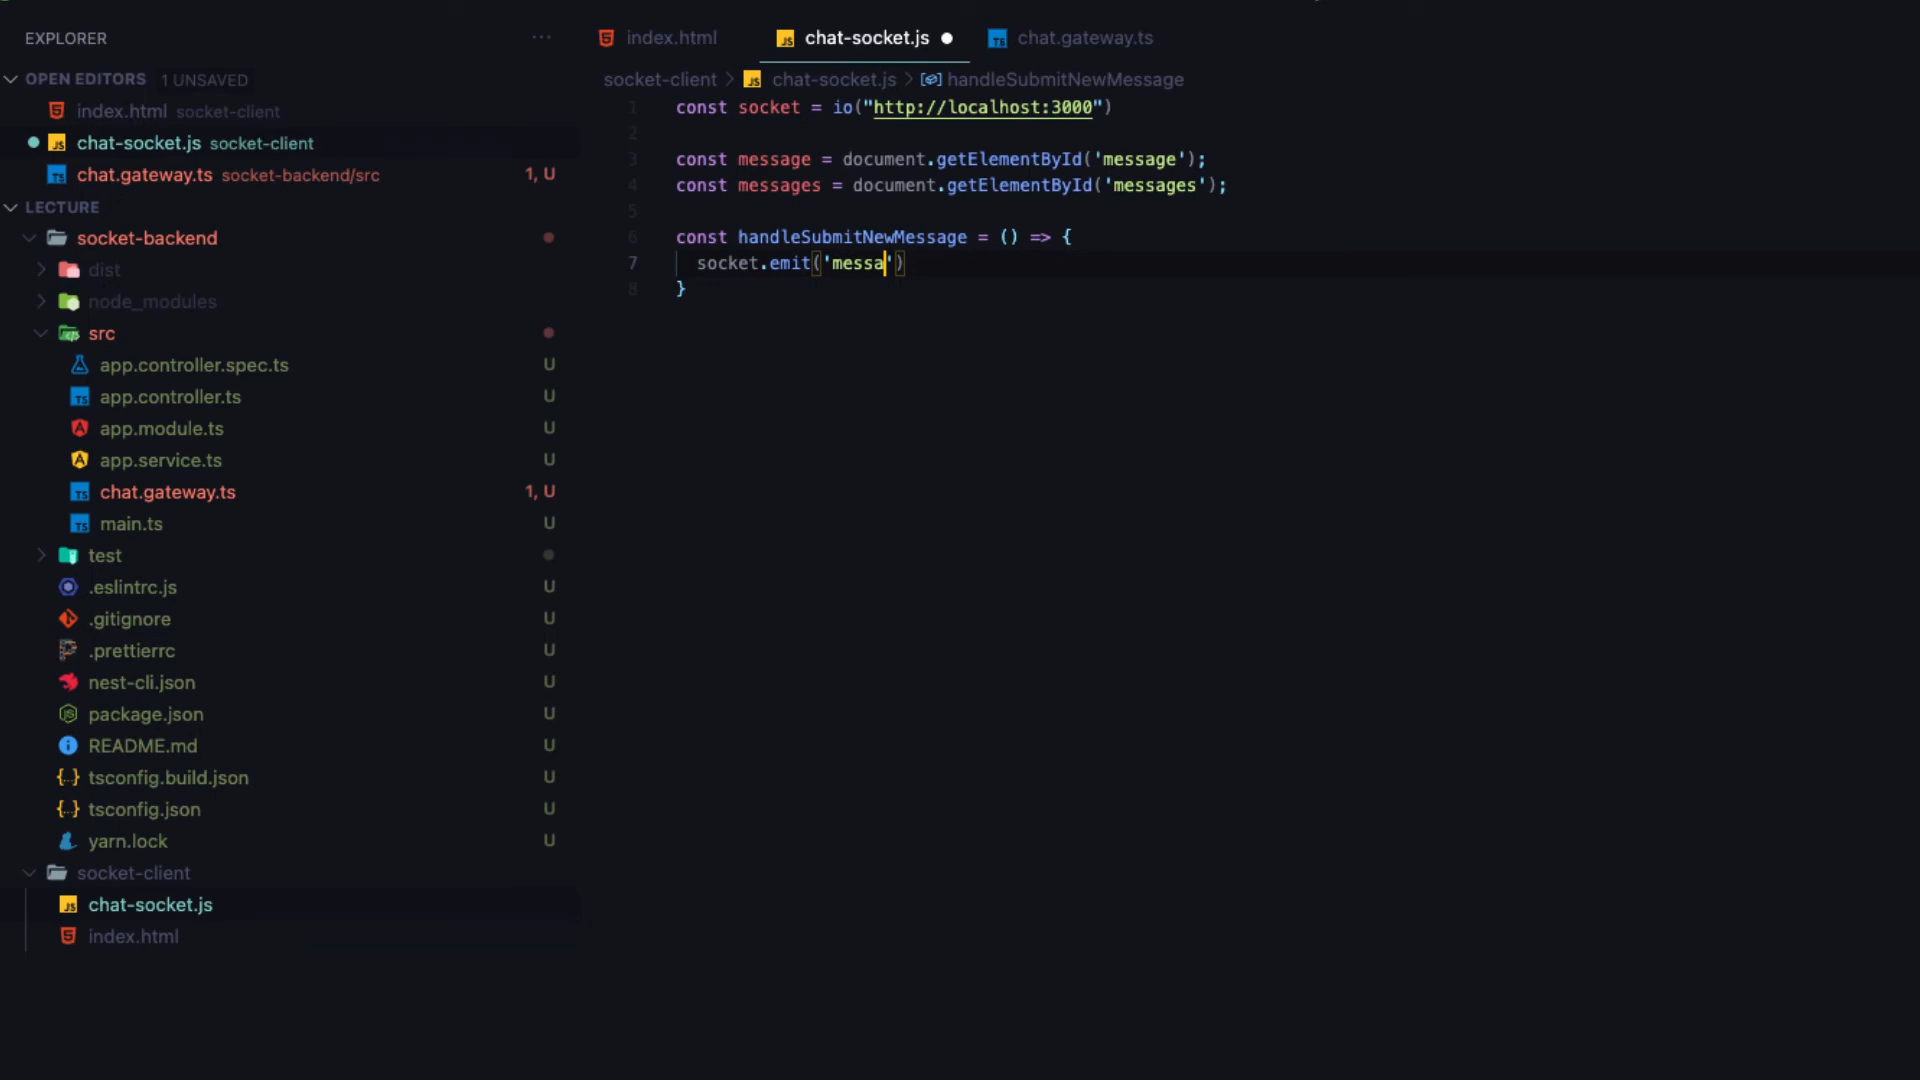 EXPLORER
OPEN EDITORS 1 UNSAVED
index.html socket-client
chat-socket.js socket-client
chat.gateway.ts socket-backend/src 1, U
LECTURE
socket-backend
dist
node_modules
src
app.controller.spec.ts U
app.controller.ts U
app.module.ts U
app.service.ts U
chat.gateway.ts 1, U
main.ts U
test
.eslintrc.js U
.gitignore U
.prettierrc U
nest-cli.json U
package.json U
README.md U
tsconfig.build.json U
tsconfig.json U
yarn.lock U
socket-client
chat-socket.js
index.html
index.html chat-socket.js chat.gateway.ts
socket-client > chat-socket.js > handleSubmitNewMessage
1 const socket = io("http://localhost:3000")
2
3 const message = document.getElementById('message');
4 const messages = document.getElementById('messages');
5
6 const handleSubmitNewMessage = () => {
7 socket.emit('messa')
8 }